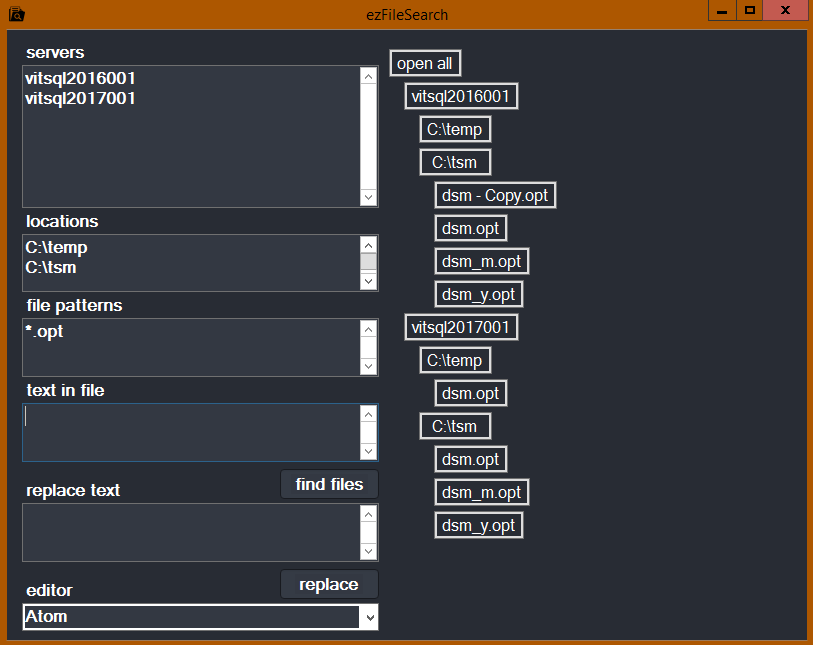 ezFileSearch
servers
vitsql2016001
vitsql2017001
locations
C:\temp
C:\tsm
file patterns
*.opt
text in file
find files
replace text
replace
editor
Atom
open all
vitsql2016001
C:\temp
C:\tsm
dsm - Copy.opt
dsm.opt
dsm_m.opt
dsm_y.opt
vitsql2017001
C:\temp
dsm.opt
C:\tsm
dsm.opt
dsm_m.opt
dsm_y.opt